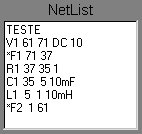 NetList
TESTE
V1 61 71 DC 10
*F1 71 37
R1 37 35 1
C1 35 5 10mF
L1 5 1 10mH
*F2 1 61